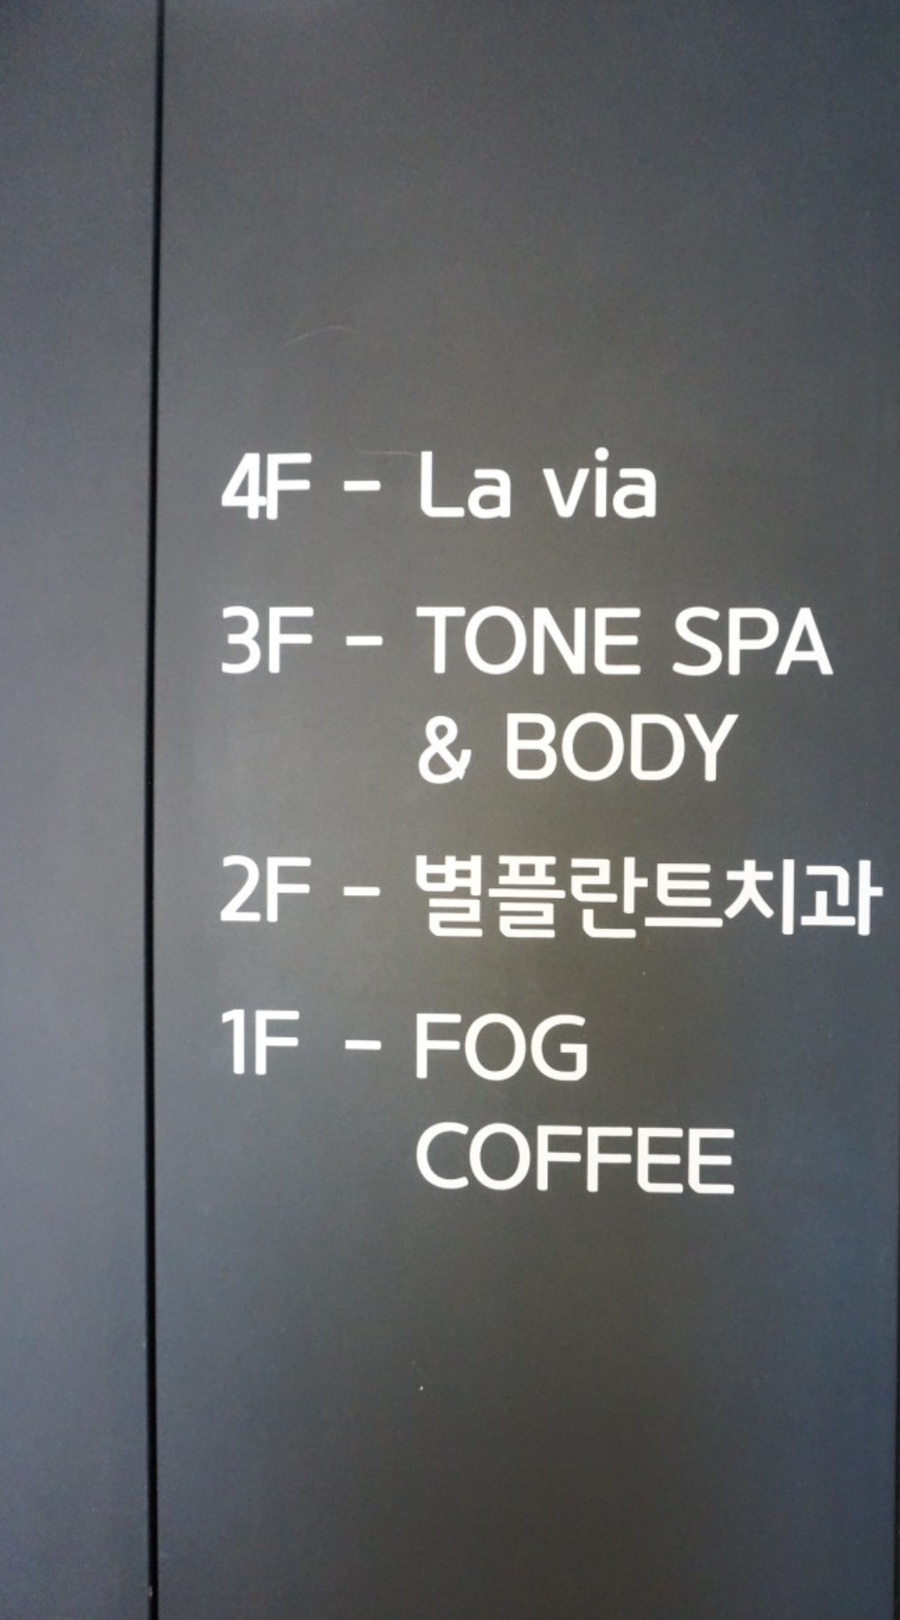 4F - La via
3F - TONE SPA
& BODY
2F - 별플란트치과
1F - FOG
COFFEE